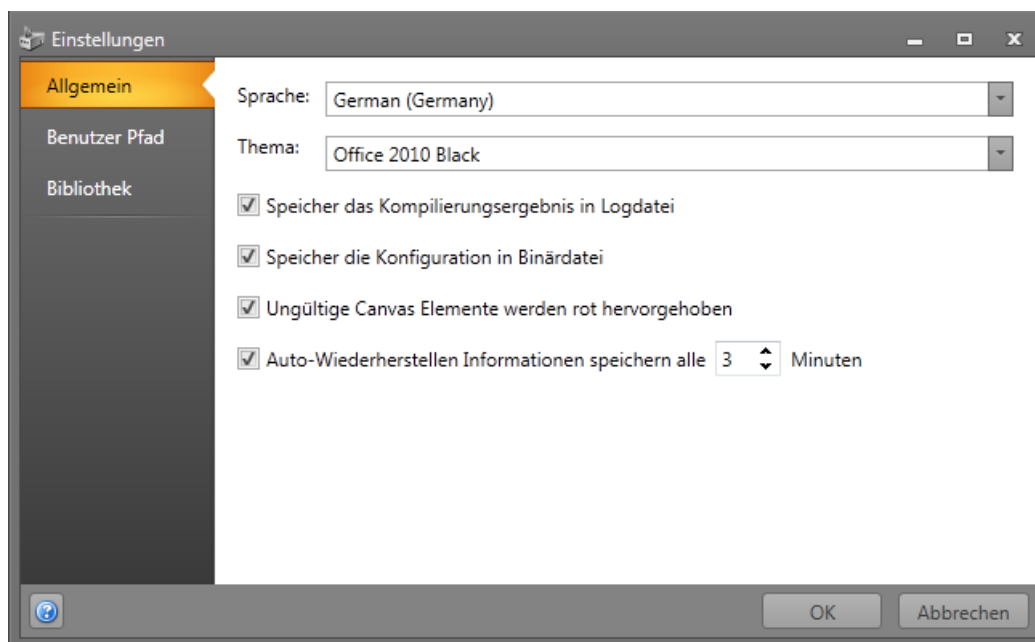 Einstellungen
Allgemein
Benutzer Pfad
Bibliothek
Sprache: German (Germany)
Thema: Office 2010 Black
Speicher das Kompilierungsergebnis in Logdatei
Speicher die Konfiguration in Binärdatei
Ungültige Canvas Elemente werden rot hervorgehoben
Auto-Wiederherstellen Informationen speichern alle 3 Minuten
OK Abbrechen